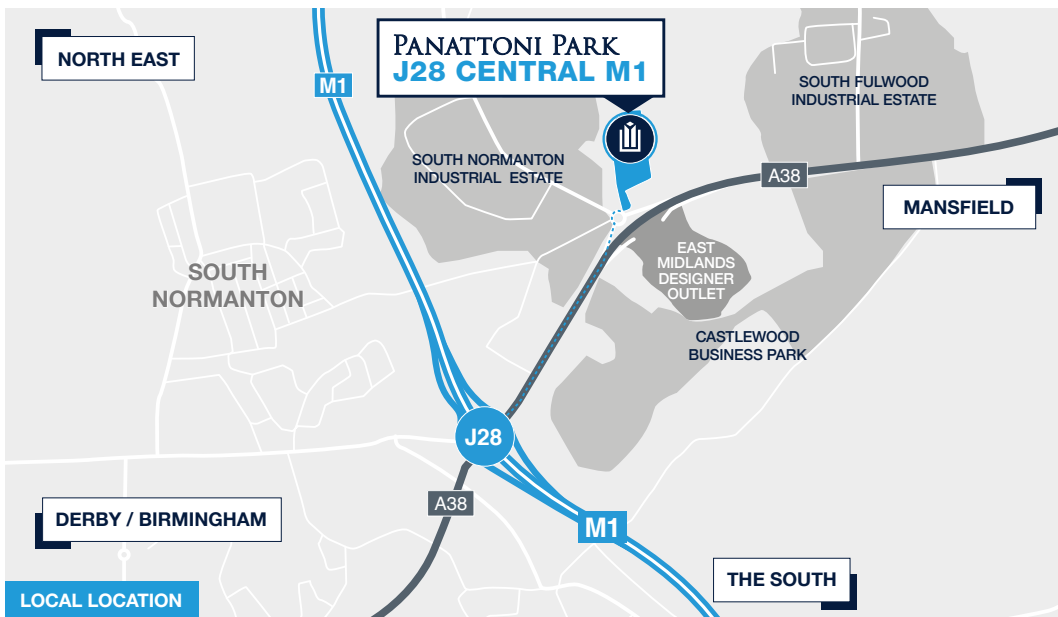 NORTH EAST
M1
PANATTONI PARK
J28 CENTRAL M1
SOUTH FULWOOD
INDUSTRIAL ESTATE
SOUTH NORMANTON
INDUSTRIAL ESTATE
A38
MANSFIELD
SOUTH
NORMANTON
EAST
MIDLANDS
DESIGNER
OUTLET
CASTLEWOOD
BUSINESS PARK
J28
A38
DERBY / BIRMINGHAM
M1
THE SOUTH
LOCAL LOCATION